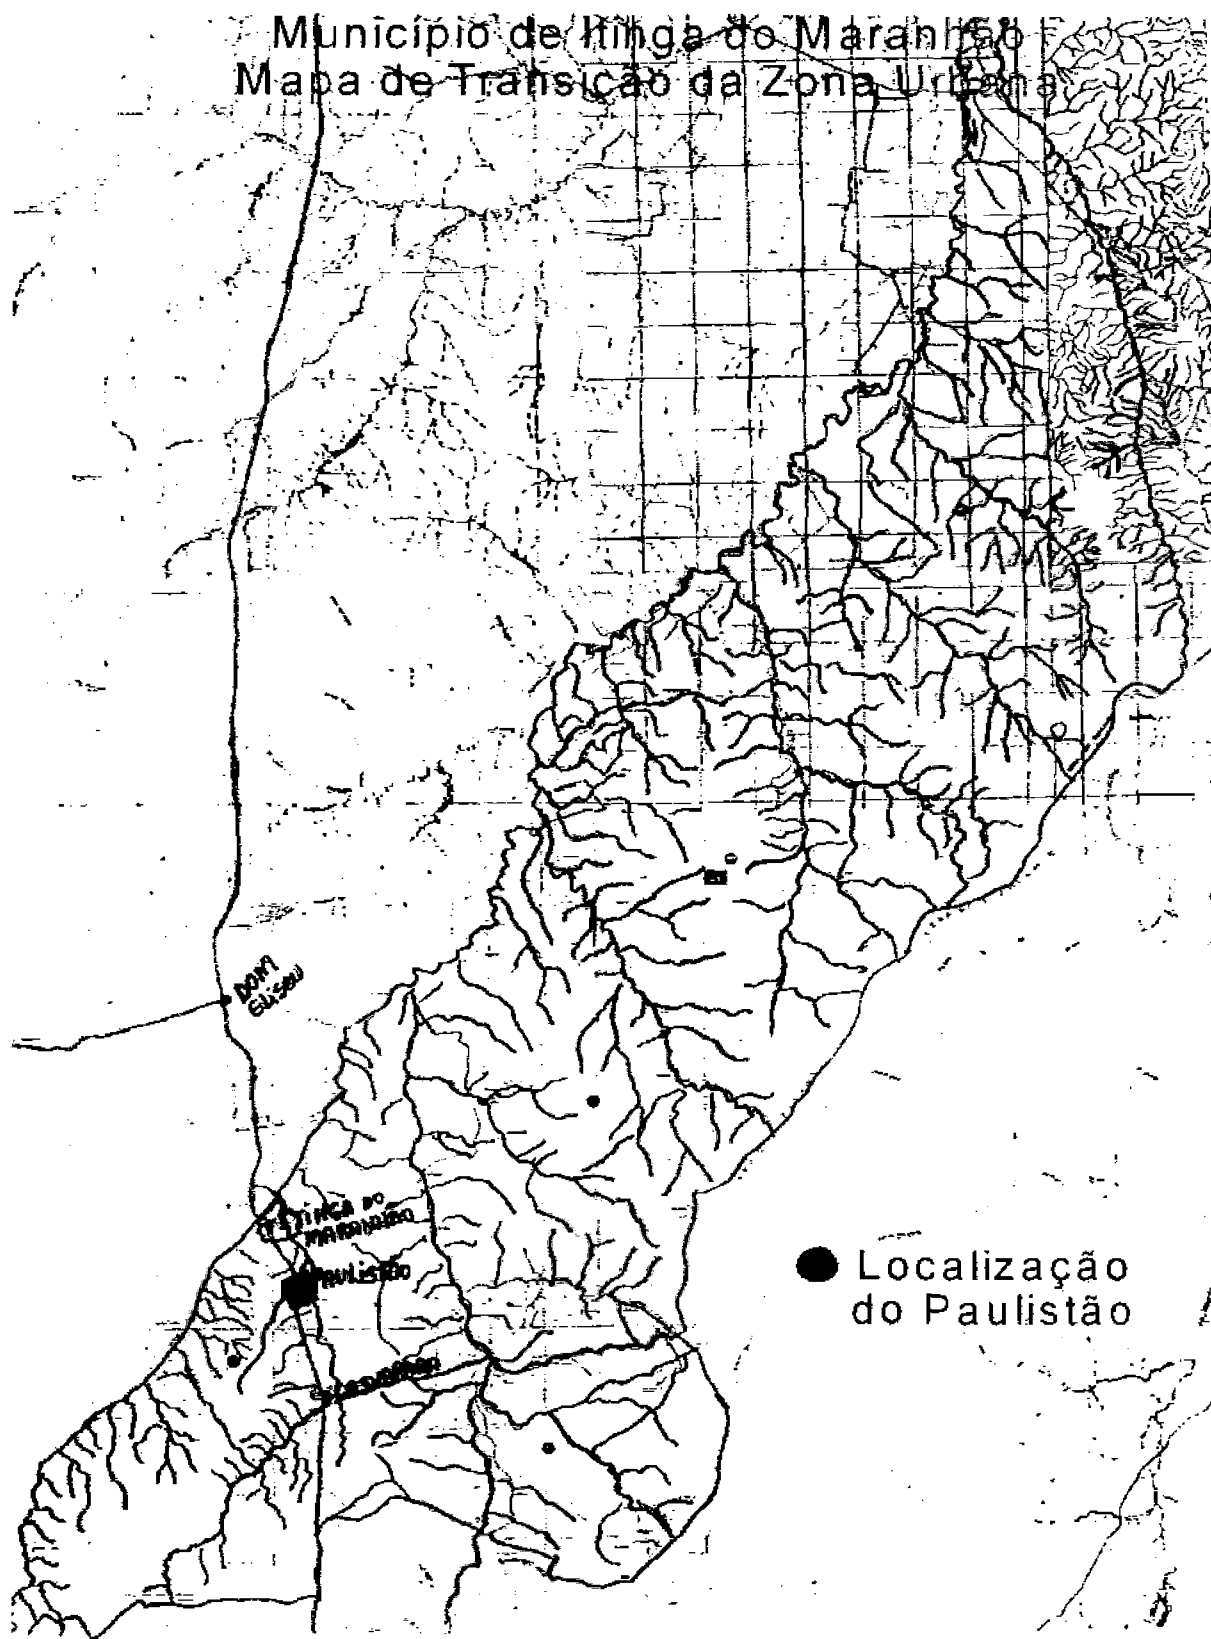 Município de Itinga do Maranhão
Mapa de Transição da Zona Urbana
DOM
ELISEU
ITINGA DO
MARANHÃO
PAULISTÃO
Localização
do Paulistão